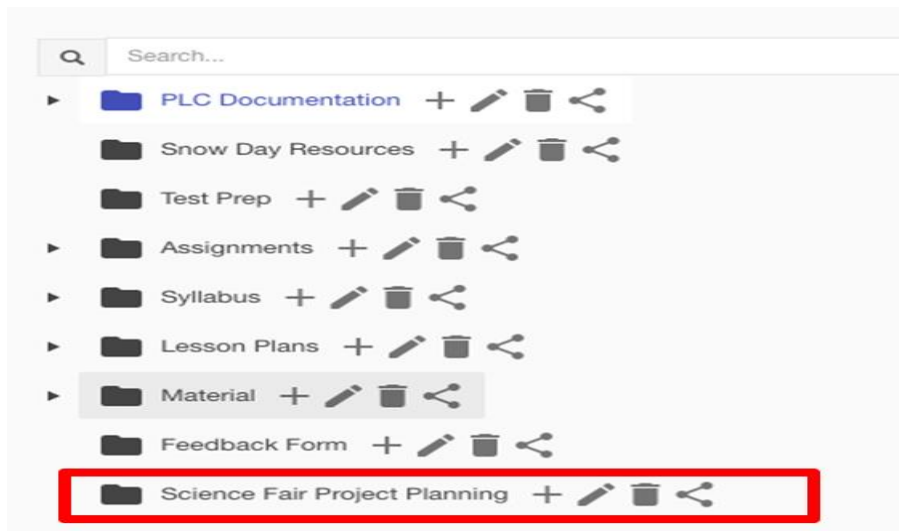 Search...
PLC Documentation
Snow Day Resources
Test Prep
Assignments
Syllabus
Lesson Plans
Material
Feedback Form
Science Fair Project Planning